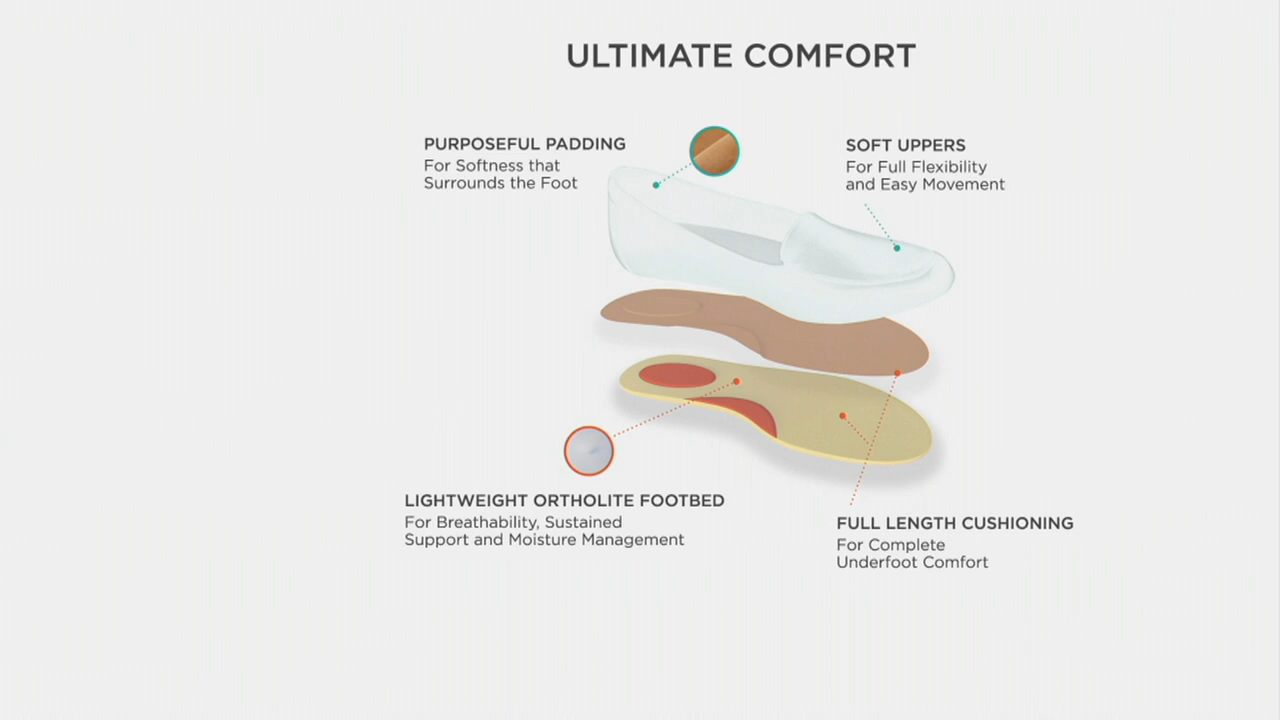 ULTIMATE COMFORT
PURPOSEFUL PADDING
For Softness that
Surrounds the Foot
SOFT UPPERS
For Full Flexibility
and Easy Movement
LIGHTWEIGHT ORTHOLITE FOOTBED
For Breathability, Sustained
Support and Moisture Management
FULL LENGTH CUSHIONING
For Complete
Underfoot Comfort